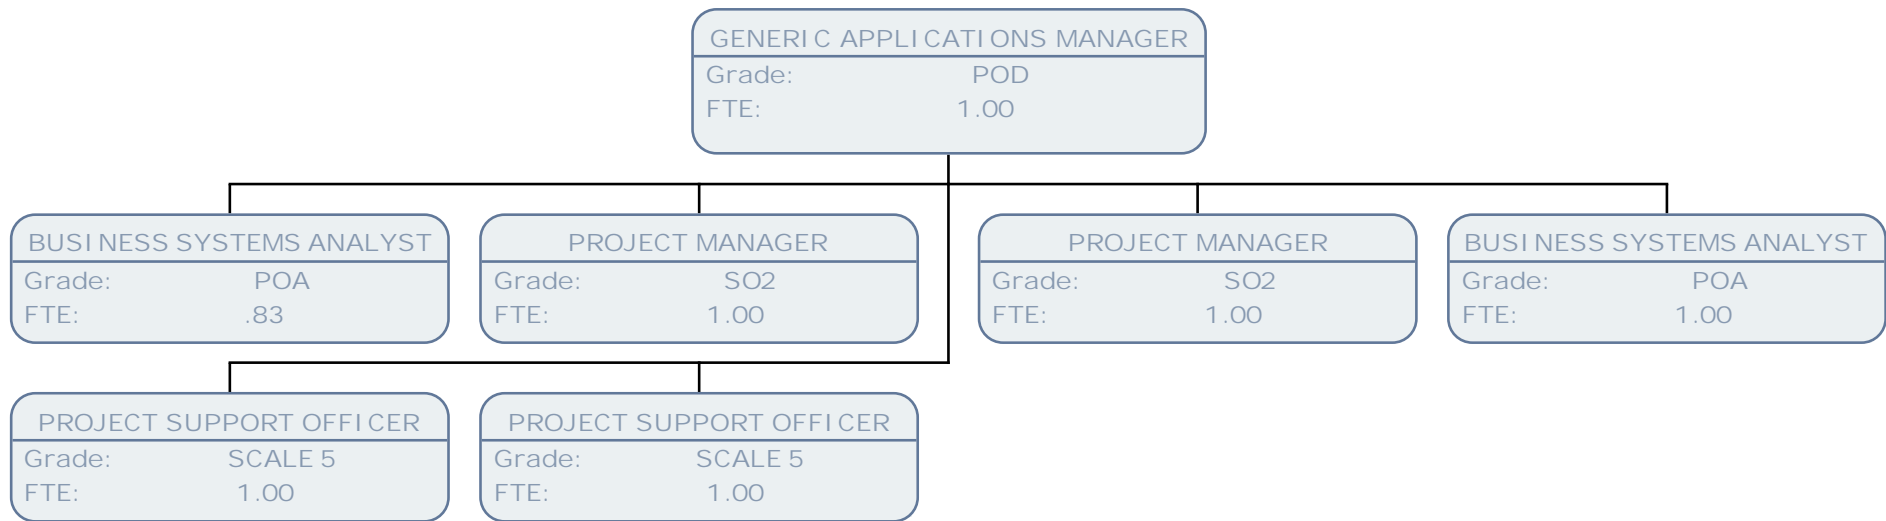 GENERIC APPLICATIONS MANAGER
Grade: POD
FTE: 1.00
BUSINESS SYSTEMS ANALYST
Grade: POA
FTE: .83
PROJECT MANAGER
Grade: SO2
FTE: 1.00
PROJECT MANAGER
Grade: SO2
FTE: 1.00
BUSINESS SYSTEMS ANALYST
Grade: POA
FTE: 1.00
PROJECT SUPPORT OFFICER
Grade: SCALE 5
FTE: 1.00
PROJECT SUPPORT OFFICER
Grade: SCALE 5
FTE: 1.00